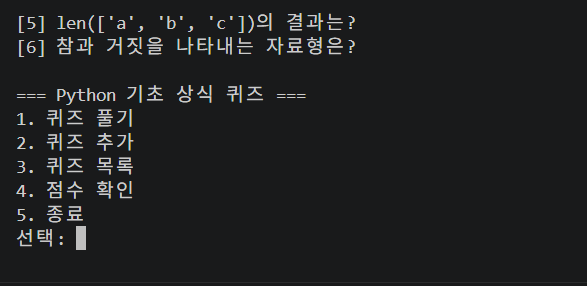 [5] len(['a', 'b', 'c'])의 결과는?
[6] 참과 거짓을 나타내는 자료형은?
=== Python 기초 상식 퀴즈 ===
1. 퀴즈 풀기
2. 퀴즈 추가
3. 퀴즈 목록
4. 점수 확인
5. 종료
선택: